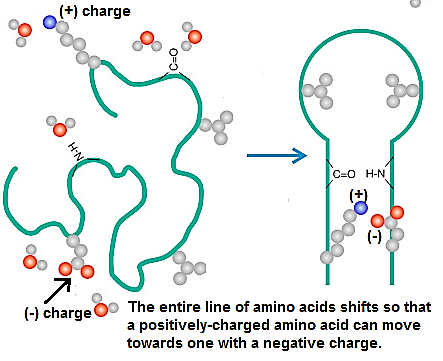 (+) charge
C=O
H-N
C=O H-N
(+)
(-)
(-) charge
The entire line of amino acids shifts so that
a positively-charged amino acid can move
towards one with a negative charge.